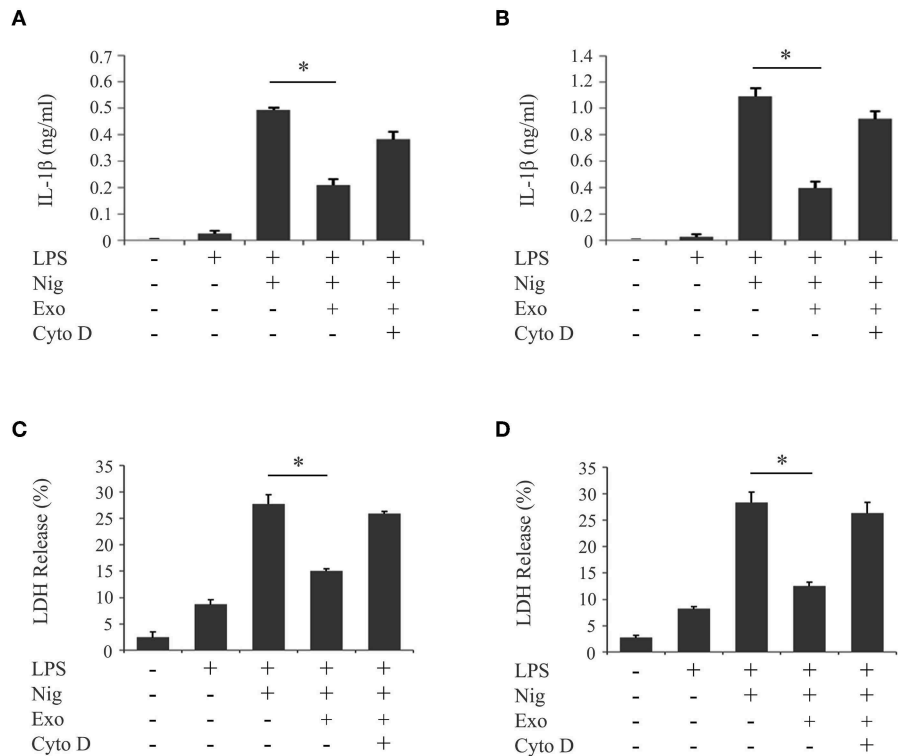 A
IL-1β (ng/ml)
0.7
0.6
0.5
0.4
0.3
0.2
0.1
0
*
LPS - + + + +
Nig - - + + +
Exo - - - + +
Cyto D - - - - +
B
IL-1β (ng/ml)
1.4
1.2
1.0
0.8
0.6
0.4
0.2
0
*
LPS - + + + +
Nig - - + + +
Exo - - - + +
Cyto D - - - - +
C
LDH Release (%)
35
30
25
20
15
10
5
0
*
LPS - + + + +
Nig - - + + +
Exo - - - + +
Cyto D - - - - +
D
LDH Release (%)
35
30
25
20
15
10
5
0
*
LPS - + + + +
Nig - - + + +
Exo - - - + +
Cyto D - - - - +